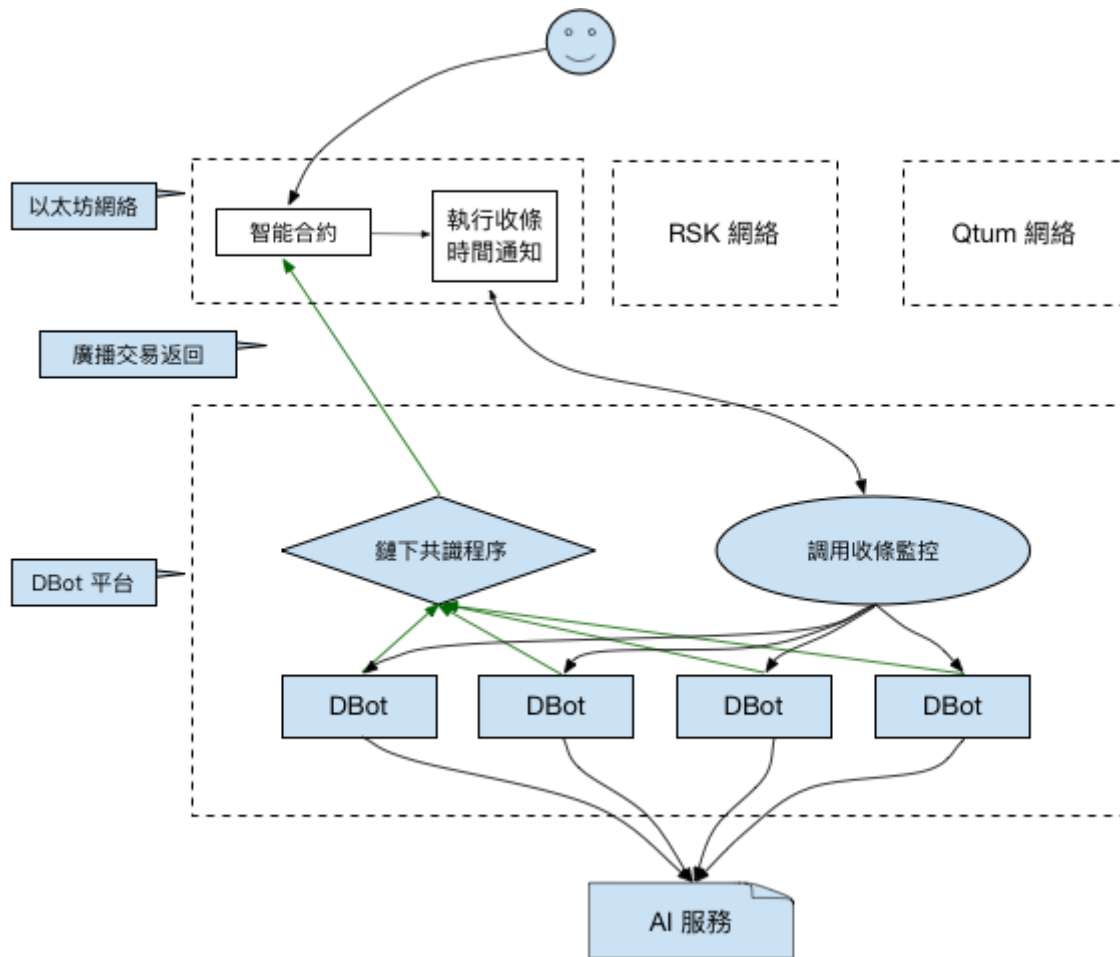 以太坊網絡
智能合約
執行收條
時間通知
RSK 網絡
Qtum 網絡
廣播交易返回
鏈下共識程序
調用收條監控
DBot 平台
DBot
DBot
DBot
DBot
AI 服務